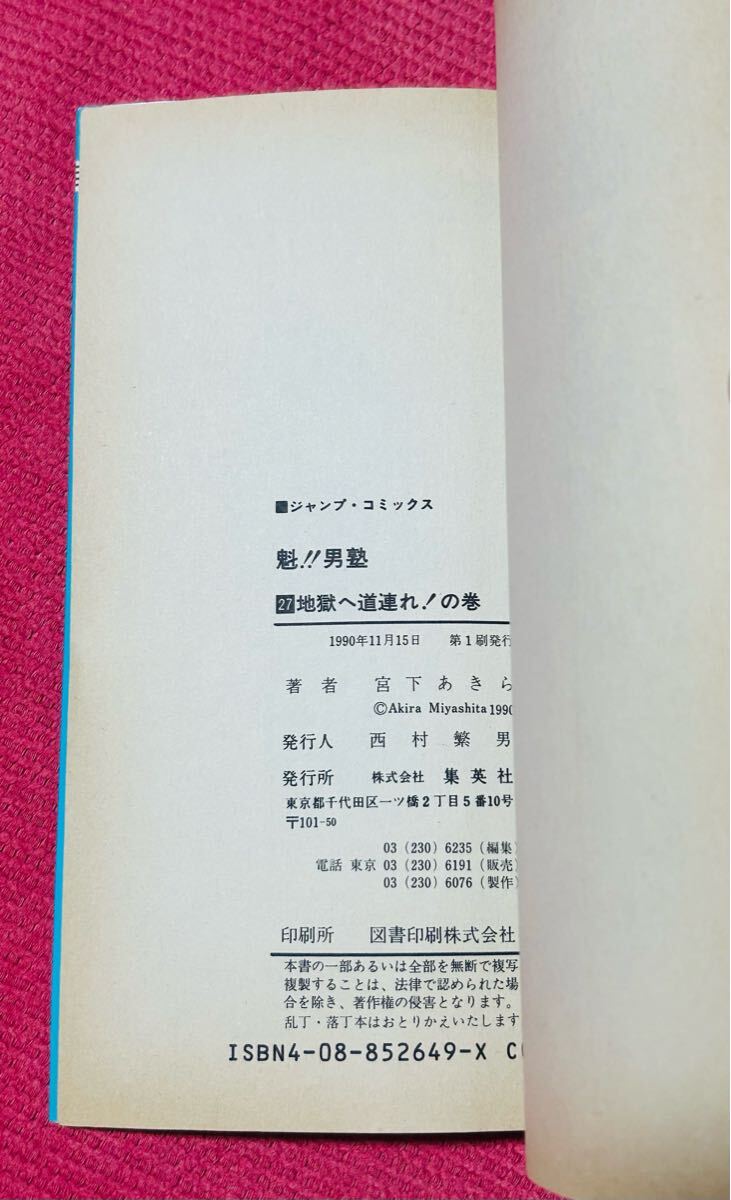 ■ジャンプ・コミックス
魁!!男塾
27地獄へ道連れ!の巻
1990年11月15日 第1刷発行
著者 宮下あきら
©Akira Miyashita 1990
発行人 西村繁男
発行所 株式会社 集英社
東京都千代田区一ツ橋2丁目5番10号
〒101-50
03(230)6235(編集)
電話 東京 03(230)6191(販売)
03(230)6076(製作)
印刷所 図書印刷株式会社
本書の一部あるいは全部を無断で複写
複製することは、法律で認められた場
合を除き、著作権の侵害となります。
乱丁・落丁本はおとりかえいたします
ISBN4-08-852649-X C